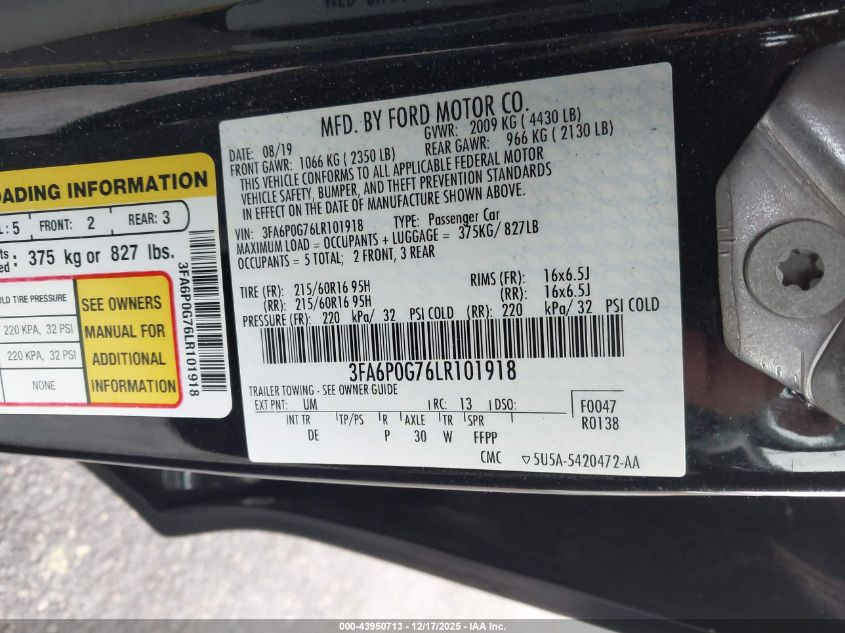 MFD. BY FORD MOTOR CO.
DATE: 08/19
GVWR: 2009 KG ( 4430 LB)
FRONT GAWR: 1066 KG ( 2350 LB)
REAR GAWR: 966 KG ( 2130 LB)
THIS VEHICLE CONFORMS TO ALL APPLICABLE FEDERAL MOTOR
VEHICLE SAFETY, BUMPER, AND THEFT PREVENTION STANDARDS
IN EFFECT ON THE DATE OF MANUFACTURE SHOWN ABOVE.
VIN: 3FA6P0G76LR101918 TYPE: Passenger Car
MAXIMUM LOAD = OCCUPANTS + LUGGAGE = 375KG/ 827LB
OCCUPANTS = 5 TOTAL; 2 FRONT, 3 REAR
TIRE (FR): 215/60R16 95H RIMS (FR): 16x6.5J
(RR): 215/60R16 95H (RR): 16x6.5J
PRESSURE (FR): 220 kPa/ 32 PSI COLD (RR): 220 kPa/ 32 PSI COLD
3FA6P0G76LR101918
TRAILER TOWING - SEE OWNER GUIDE
EXT PNT: UM RC: 13 DSO: F0047
INT TR TP/PS R AXLE TR SPR R0138
DE P 30 W FFPP
CMC 5U5A-5420472-AA
OADING INFORMATION
: 5 FRONT: 2 REAR: 3
375 kg or 827 lbs.
TIRE PRESSURE
220 KPA, 32 PSI
220 KPA, 32 PSI
NONE
SEE OWNERS
MANUAL FOR
ADDITIONAL
INFORMATION
3FA6P0G76LR101918
000-43950713 - 12/17/2025 - IAA Inc.